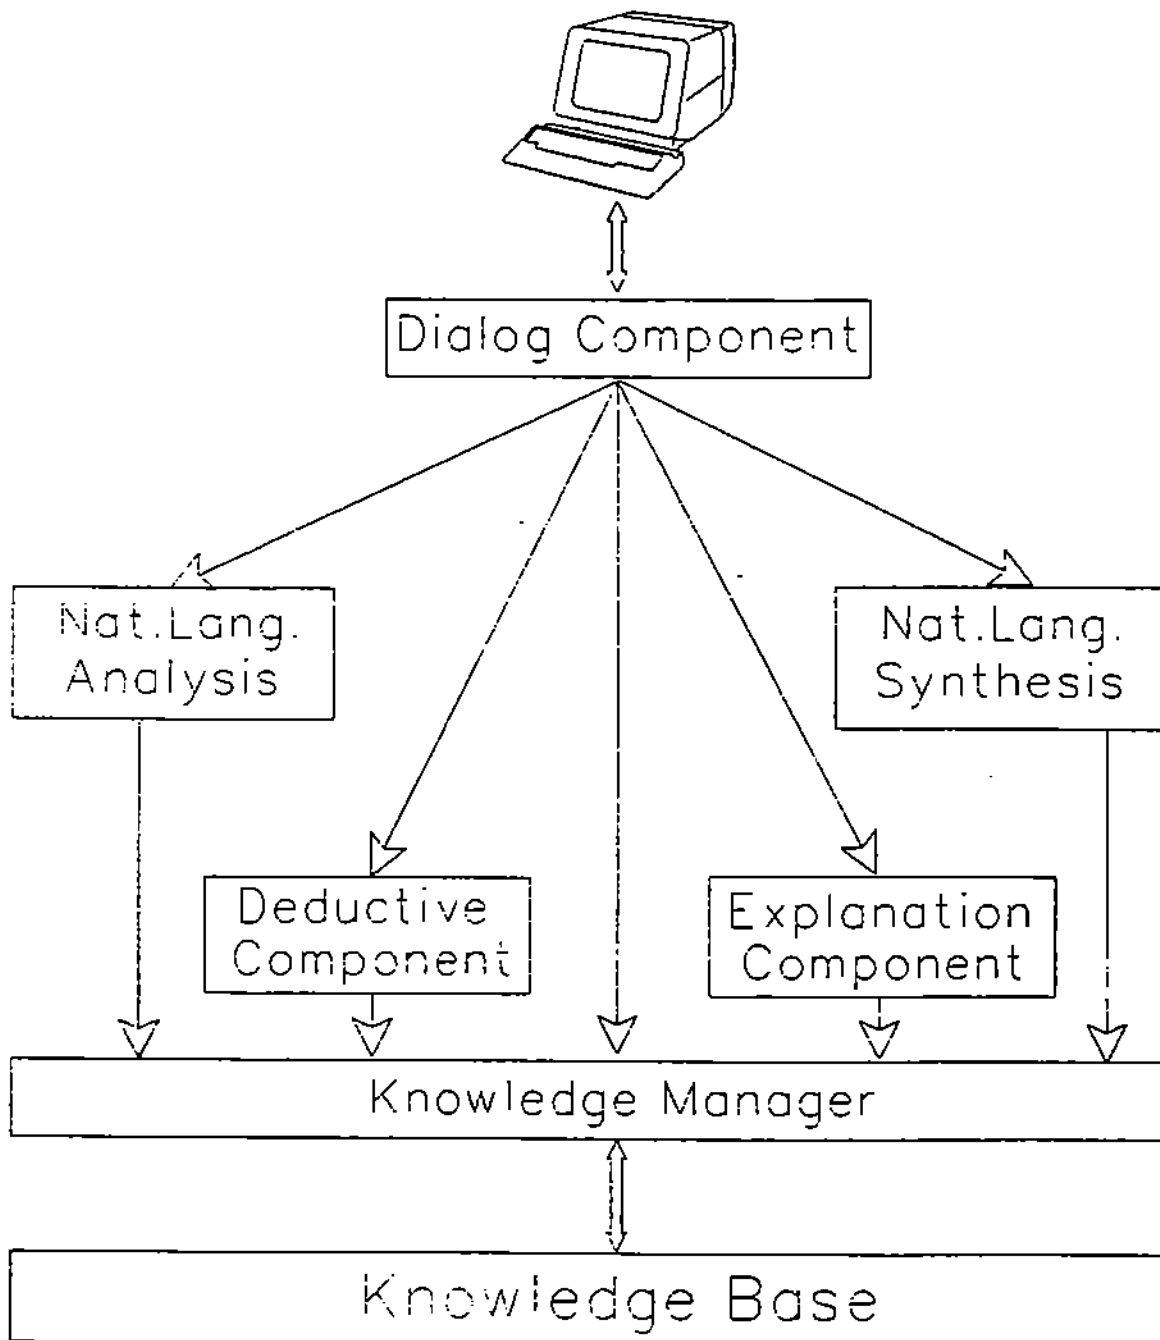 Dialog Component
Nat.Lang.
Analysis
Nat.Lang.
Synthesis
Deductive
Component
Explanation
Component
Knowledge Manager
Knowledge Base